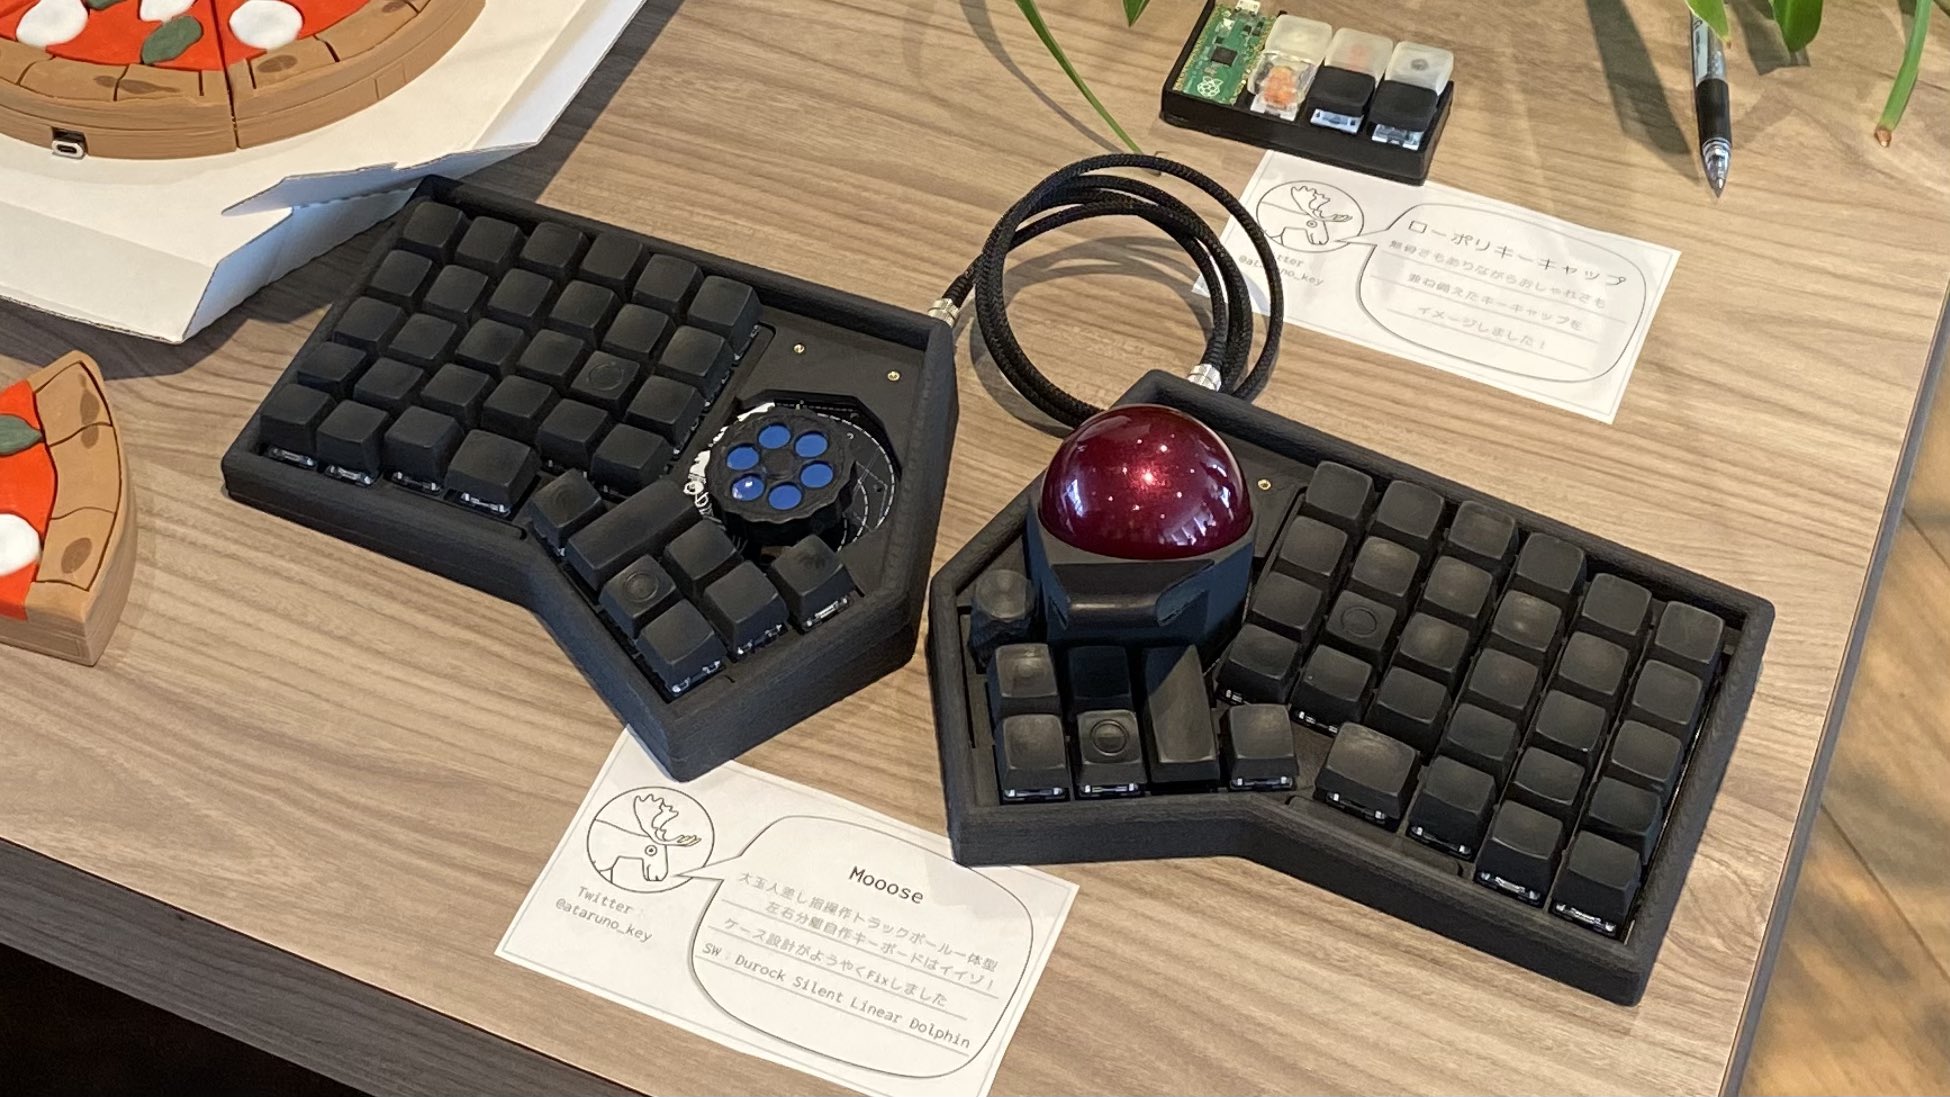 ローポリキーキャップ
無骨さもありながらおしゃれさも
兼ね備えたキーキャップを
イメージしました！
Twitter
@ataruno_key
Mooose
大玉人差し指操作トラックボール一体型
左右分離自作キーボードはイイゾ！
ケース設計がようやくFixしました
SW：Durock Silent Linear Dolphin
Twitter
@ataruno_key